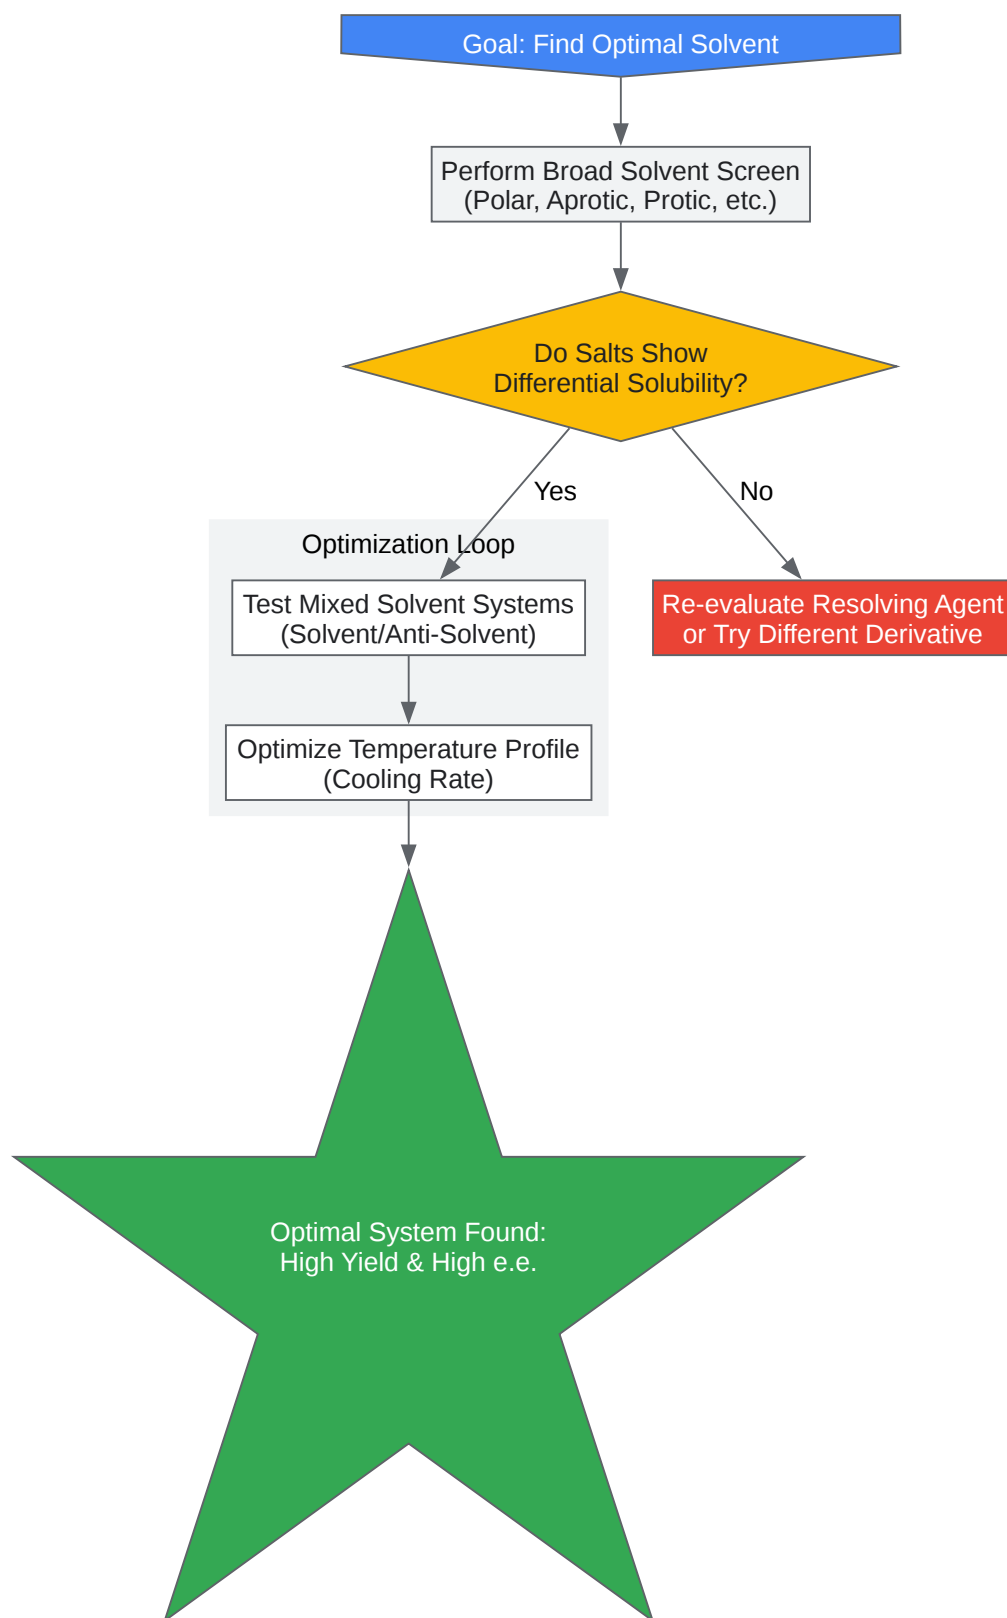 Goal: Find Optimal Solvent
Perform Broad Solvent Screen
(Polar, Aprotic, Protic, etc.)
Do Salts Show
Differential Solubility?
Yes
No
Optimization Loop
Test Mixed Solvent Systems
(Solvent/Anti-Solvent)
Re-evaluate Resolving Agent
or Try Different Derivative
Optimize Temperature Profile
(Cooling Rate)
Optimal System Found:
High Yield & High e.e.